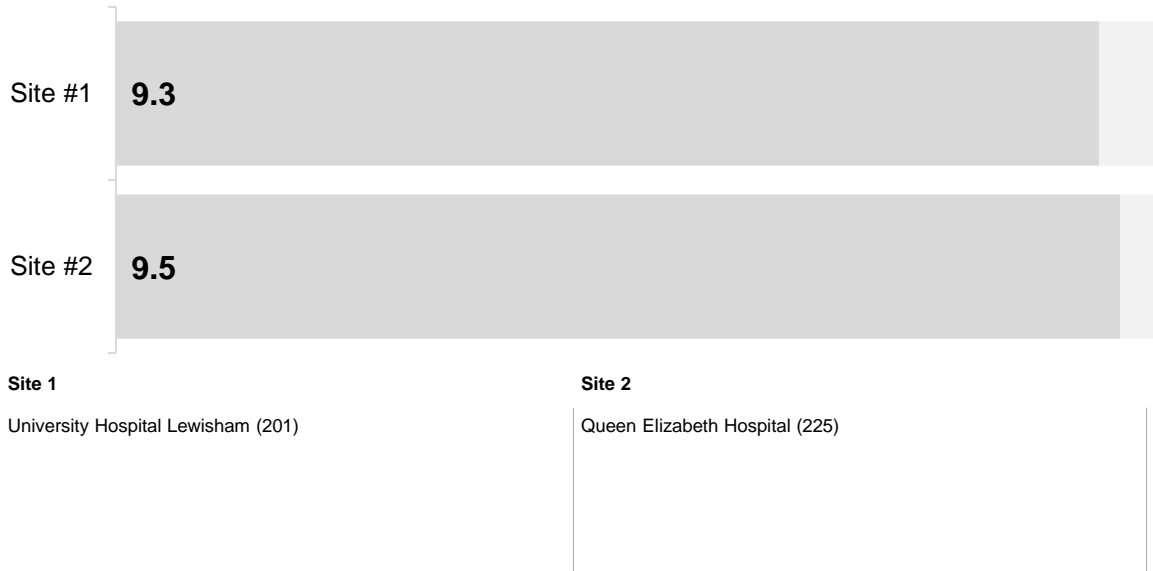 Site #1
9.3
Site #2
9.5
Site 1
University Hospital Lewisham (201)
Site 2
Queen Elizabeth Hospital (225)